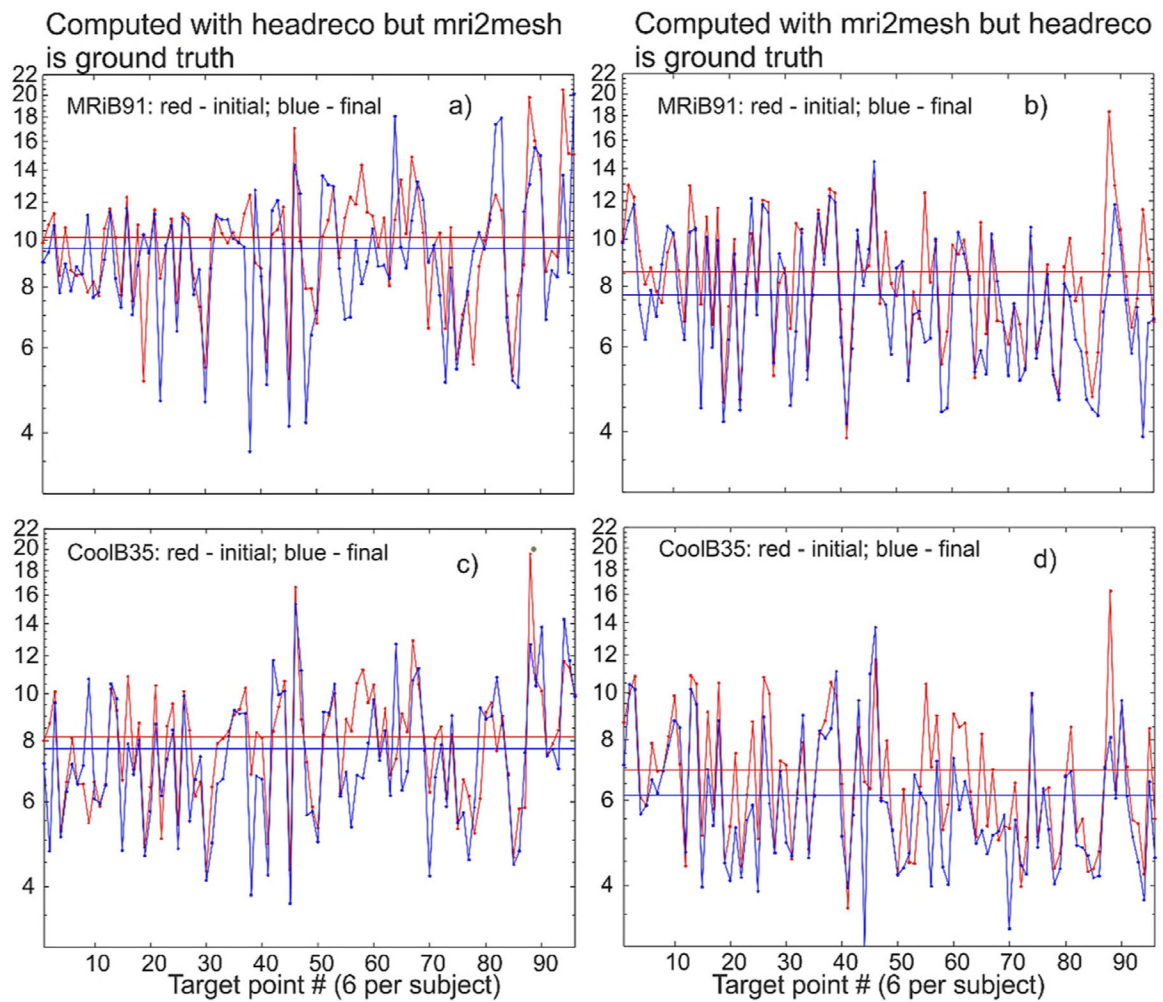 Computed with headreco but mri2mesh
is ground truth
Computed with mri2mesh but headreco
is ground truth
22
20
18
16
14
12
10
8
6
4
MRiB91: red - initial; blue - final
a)
22
20
18
16
14
12
10
8
6
4
MRiB91: red - initial; blue - final
b)
22
20
18
16
14
12
10
8
6
4
CoolB35: red - initial; blue - final
c)
10 20 30 40 50 60 70 80 90
Target point # (6 per subject)
22
20
18
16
14
12
10
8
6
4
CoolB35: red - initial; blue - final
d)
10 20 30 40 50 60 70 80 90
Target point # (6 per subject)